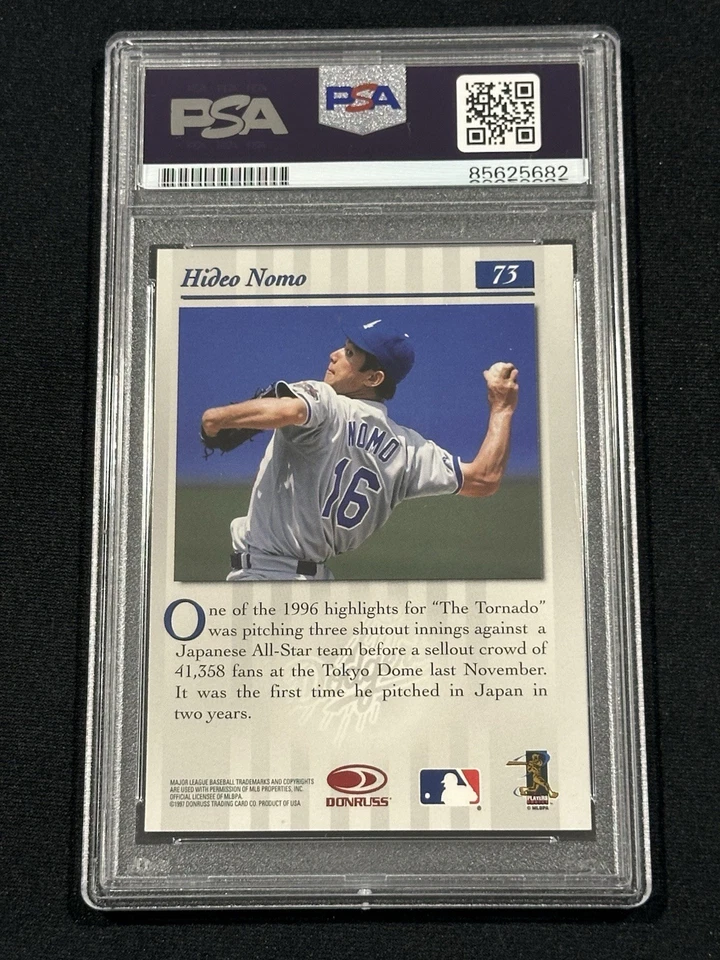 PSA
PSA
85625682
Hideo Nomo
73
NOMO
16
One of the 1996 highlights for “The Tornado”
was pitching three shutout innings against a
Japanese All-Star team before a sellout crowd of
41,358 fans at the Tokyo Dome last November.
It was the first time he pitched in Japan in
two years.
Dodgers
MAJOR LEAGUE BASEBALL TRADEMARKS AND COPYRIGHTS
ARE USED WITH PERMISSION OF MLB PROPERTIES, INC.
OFFICIAL LICENSEE OF MLBPA.
©1997 DONRUSS TRADING CARD CO. PRODUCT OF USA
DONRUSS
PLAYERS
© MLBPA